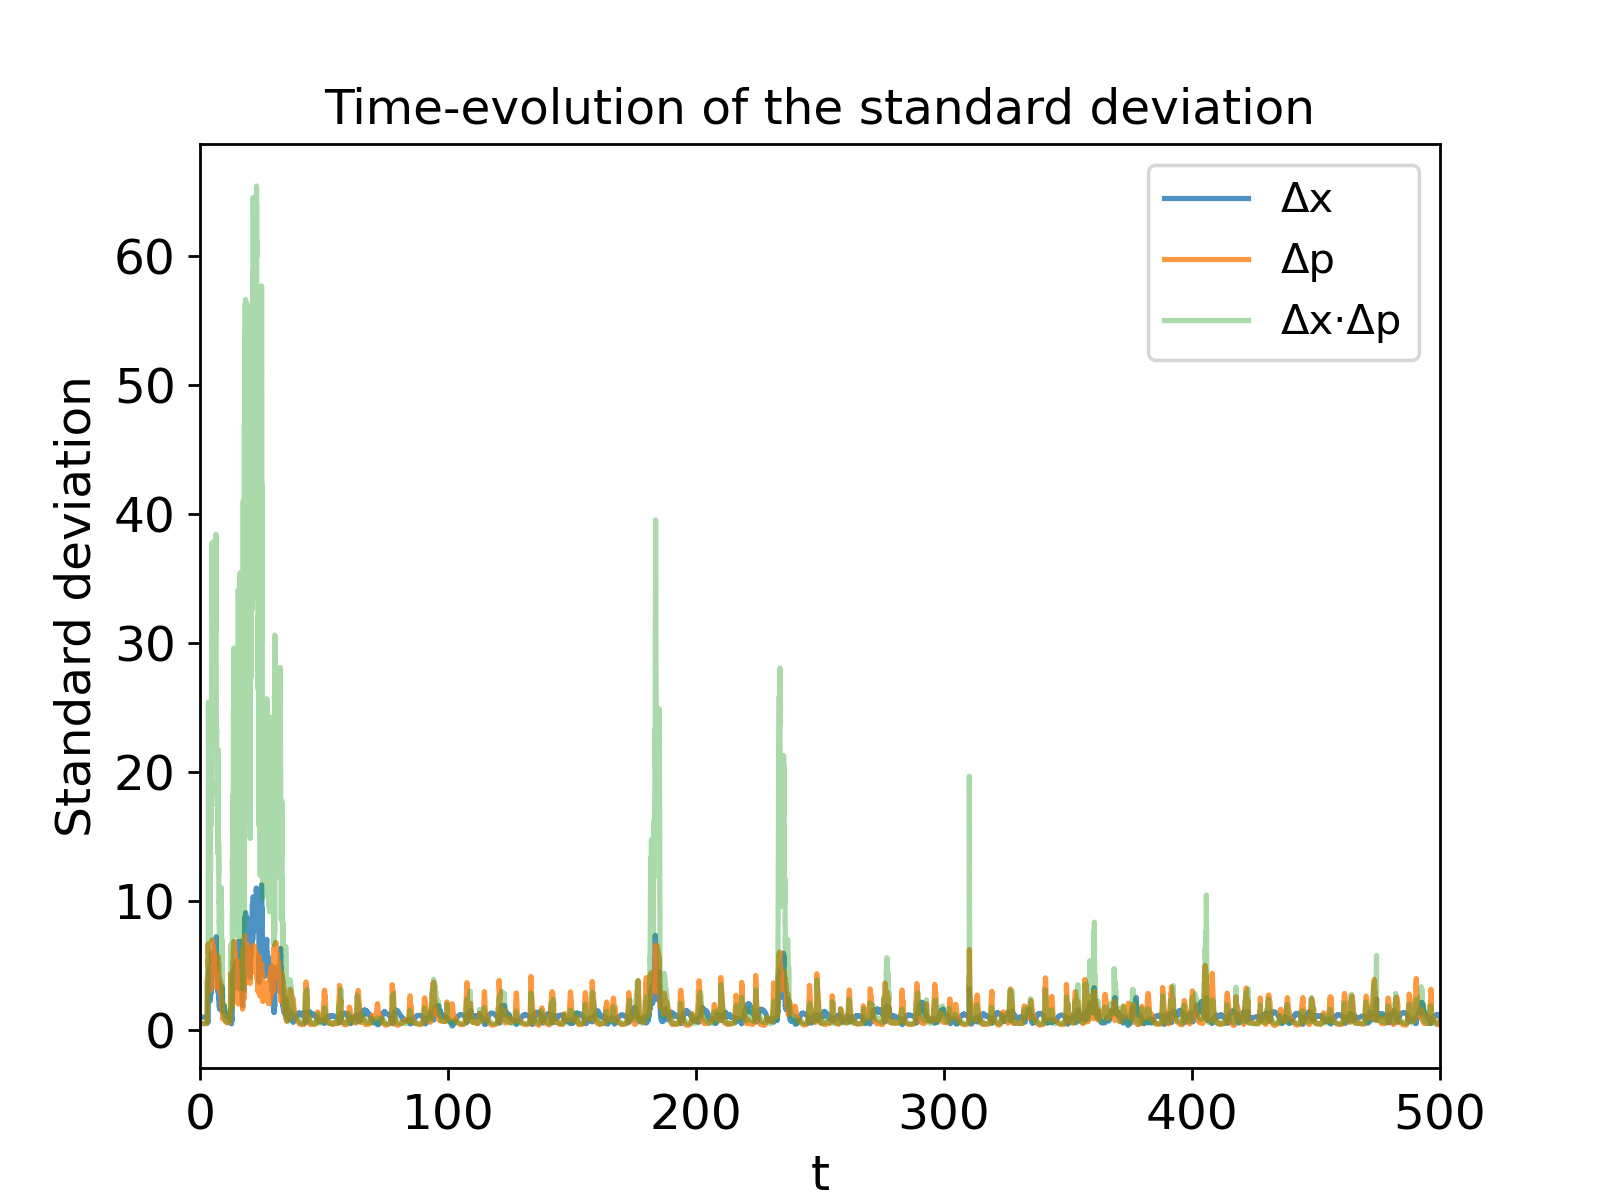 Time-evolution of the standard deviation
Δx
Δp
Δx·Δp
Standard deviation
60
50
40
30
20
10
0
0 100 200 300 400 500
t